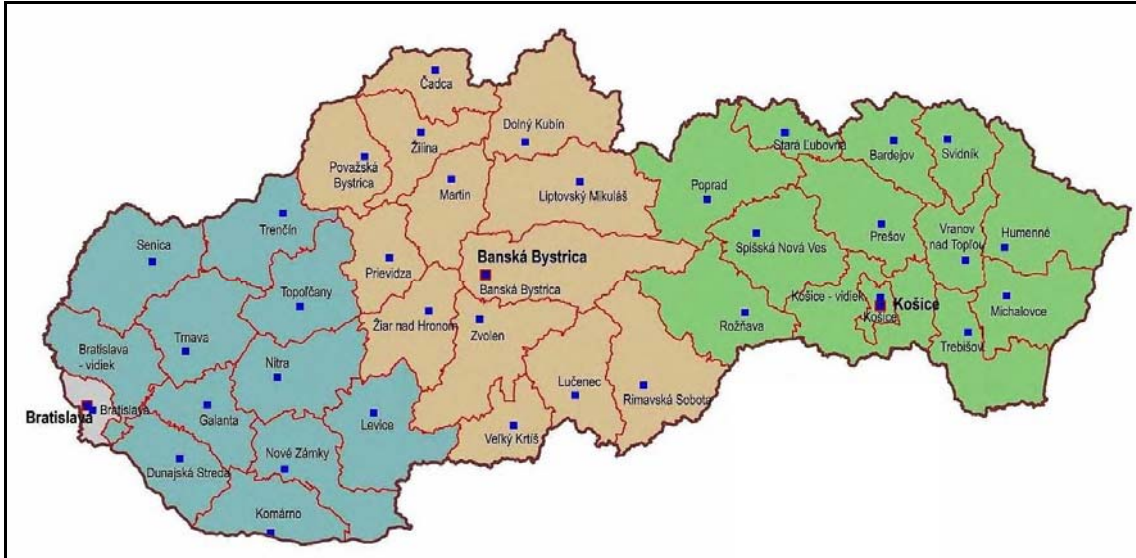 Čadca
Dolný Kubín
Žilina
Považská
Bystrica
Martin
Liptovský Mikuláš
Stará Ľubovňa
Bardejov
Svidník
Poprad
Trenčín
Senica
Prievidza
Banská Bystrica
Banská Bystrica
Spišská Nová Ves
Prešov
Vranov
nad Topľou
Humenné
Topoľčany
Žiar nad Hronom
Zvolen
Rožňava
Košice - vidiek
Košice
Košice
Michalovce
Trebišov
Trnava
Bratislava
- vidiek
Nitra
Lučenec
Rimavská Sobota
Bratislava
Bratislava
Galanta
Levice
Veľký Krtíš
Nové Zámky
Dunajská Streda
Komárno